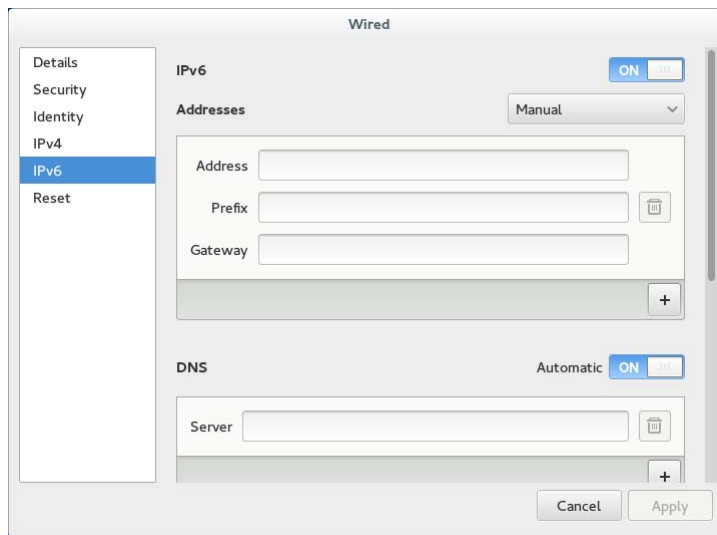 Wired
Details
Security
Identity
IPv4
IPv6
Reset
IPv6 ON
Addresses Manual
Address
Prefix
Gateway
+
DNS Automatic ON
Server
+
Cancel Apply